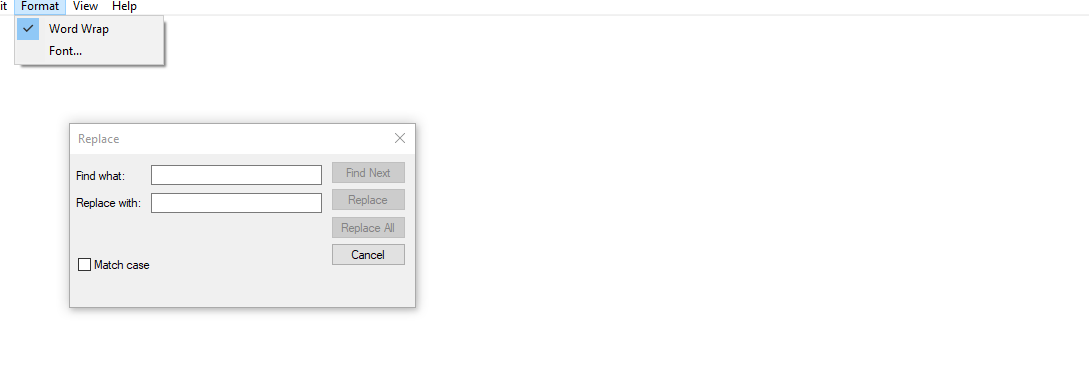 it Format View Help
Word Wrap
Font...
Replace
Find what: Find Next
Replace with: Replace
Replace All
Cancel
Match case